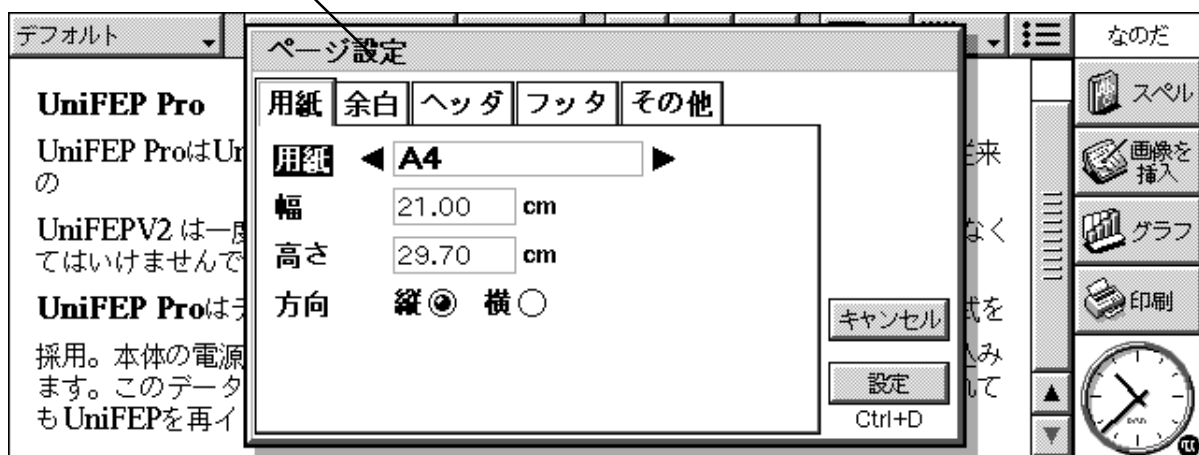 デフォルト
なのだ
ページ設定
用紙 余白 ヘッダ フッタ その他
用紙 A4
幅 21.00 cm
高さ 29.70 cm
方向 縦 横
キャンセル
設定
Ctrl+D
UniFEP Pro
UniFEP ProはUn
来
の
UniFEPV2 は一度
なく
てはいけませんで
UniFEP Proはデ
式を
採用。本体の電源
込み
ます。このデータ
れて
もUniFEPを再イ
スペル
画像を
挿入
グラフ
印刷